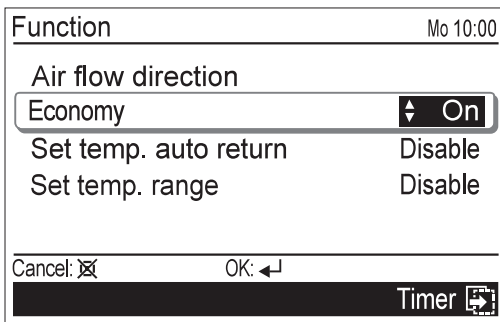 Function Mo 10:00
Air flow direction
Economy On
Set temp. auto return Disable
Set temp. range Disable
Cancel: OK:
Timer